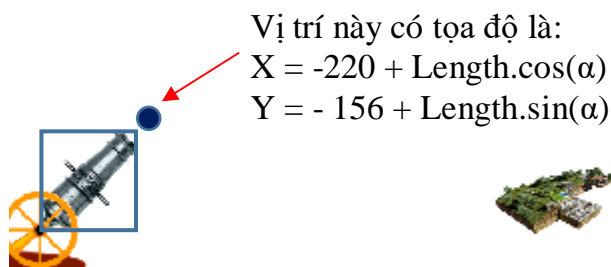 Vị trí này có tọa độ là:
X = -220 + Length.cos(α)
Y = - 156 + Length.sin(α)